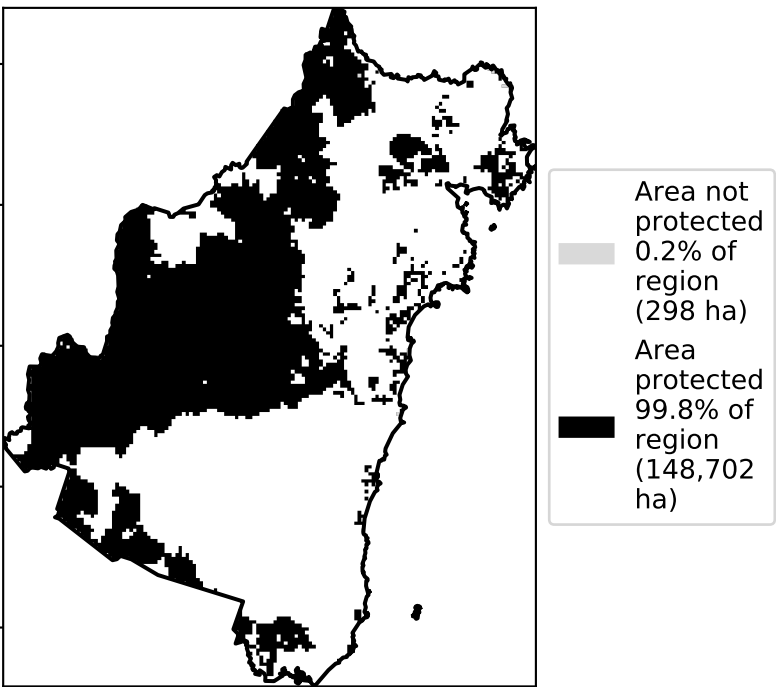 Area not
protected
0.2% of
region
(298 ha)
Area
protected
99.8% of
region
(148,702
ha)